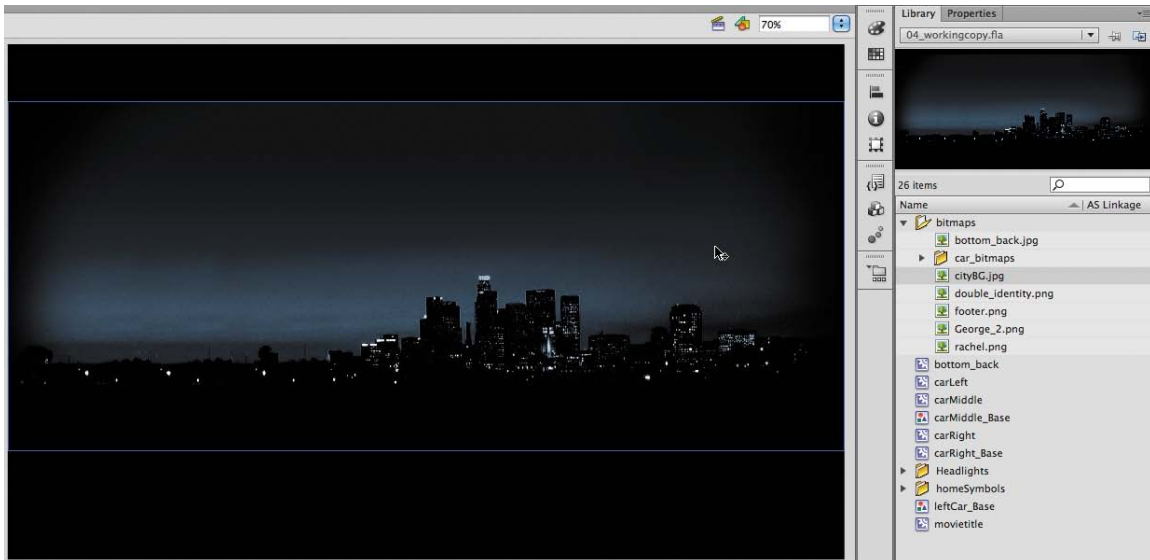 70%
Library Properties
04_workingcopy.fla
26 items
Name AS Linkage
bitmaps
bottom_back.jpg
car_bitmaps
cityBG.jpg
double_identity.png
footer.png
George_2.png
rachel.png
bottom_back
carLeft
carMiddle
carMiddle_Base
carRight
carRight_Base
Headlights
homeSymbols
leftCar_Base
movietitle